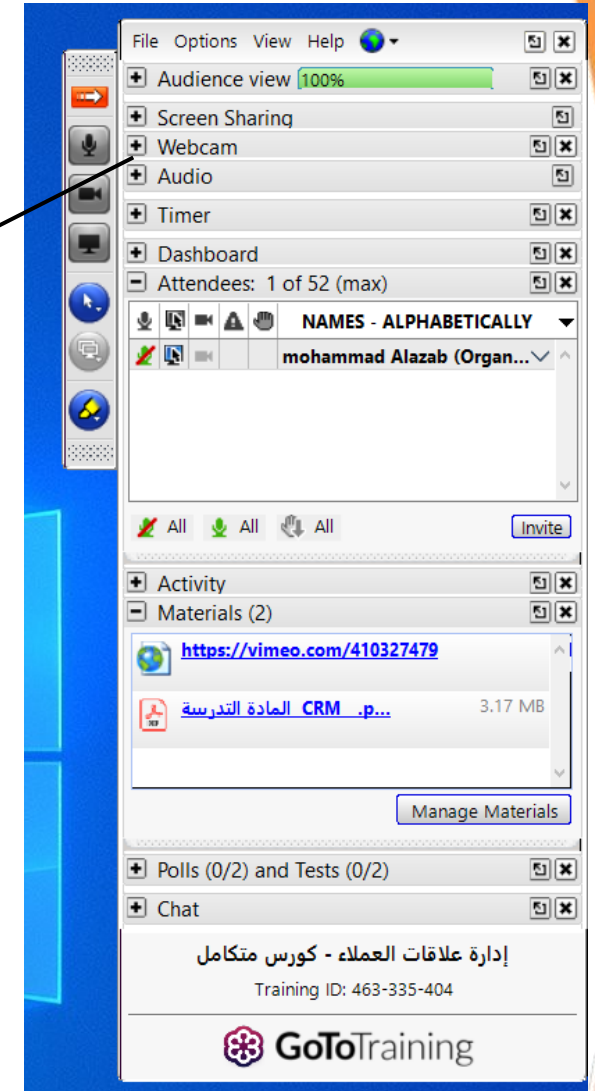 File Options View Help
Audience view 100%
Screen Sharing
Webcam
Audio
Timer
Dashboard
Attendees: 1 of 52 (max)
NAMES - ALPHABETICALLY
mohammad Alazab (Organ...
All All All Invite
Activity
Materials (2)
https://vimeo.com/410327479
المادة التدرسة CRM .p... 3.17 MB
Manage Materials
Polls (0/2) and Tests (0/2)
Chat
إدارة علاقات العملاء - كورس متكامل
Training ID: 463-335-404
GoToTraining